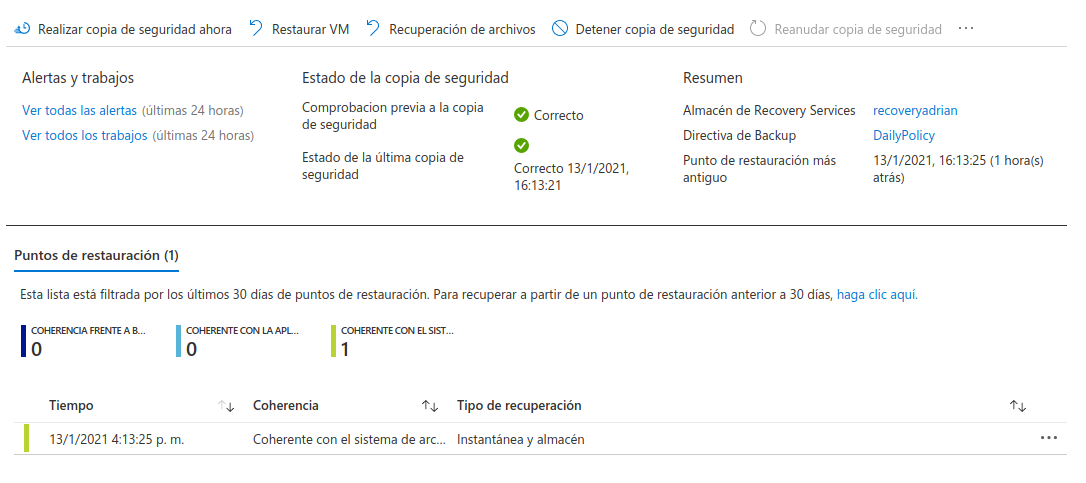 Realizar copia de seguridad ahora Restaurar VM Recuperación de archivos Detener copia de seguridad Reanudar copia de seguridad ...
Alertas y trabajos
Ver todas las alertas (últimas 24 horas)
Ver todos los trabajos (últimas 24 horas)
Estado de la copia de seguridad
Comprobacion previa a la copia
de seguridad
Correcto
Estado de la última copia de
seguridad
Correcto 13/1/2021,
16:13:21
Resumen
Almacén de Recovery Services recoveryadrian
Directiva de Backup DailyPolicy
Punto de restauración más
antiguo
13/1/2021, 16:13:25 (1 hora(s)
atrás)
Puntos de restauración (1)
Esta lista está filtrada por los últimos 30 días de puntos de restauración. Para recuperar a partir de un punto de restauración anterior a 30 días, haga clic aquí.
COHERENCIA FRENTE A B...
0
COHERENTE CON LA APL...
0
COHERENTE CON EL SIST...
1
Tiempo Coherencia Tipo de recuperación
13/1/2021 4:13:25 p. m. Coherente con el sistema de arc... Instantánea y almacén ...